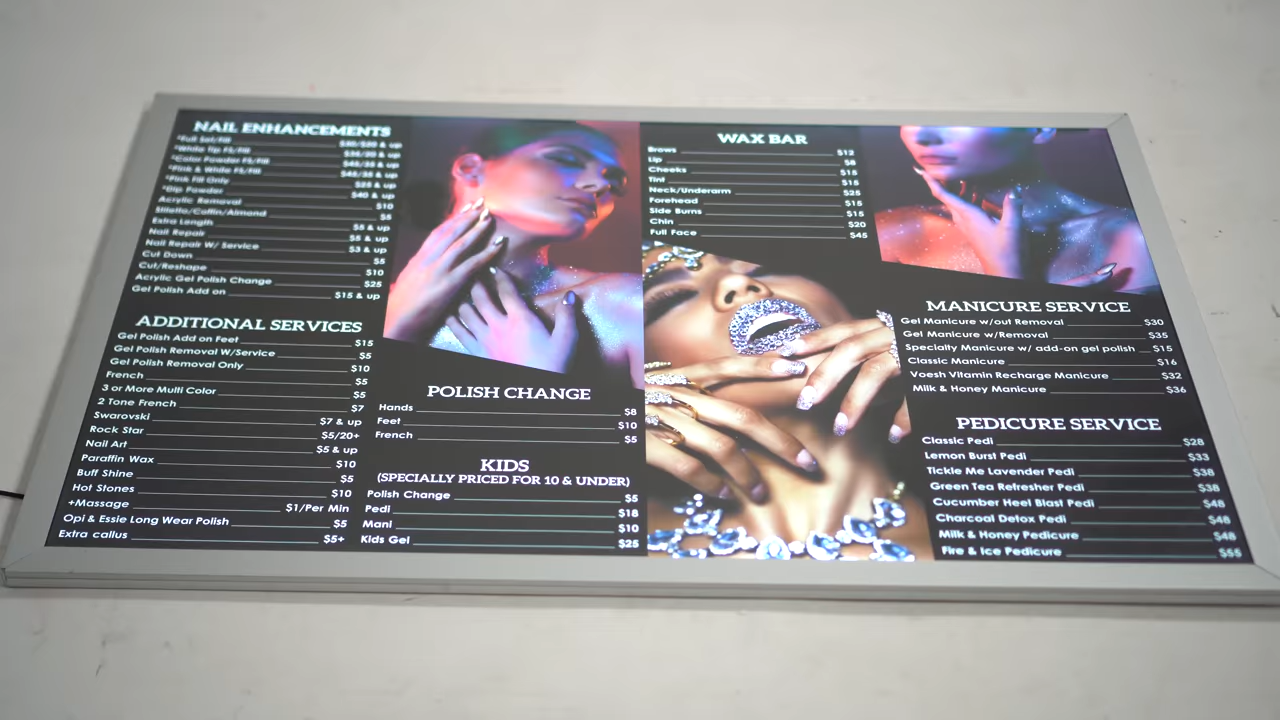 NAIL ENHANCEMENTS
*Full Set/Fill & up
*White Tip FS/Fill $35/20 & up
*Color Powder FS/Fill $45/35 & up
*Pink & White FS/Fill $45/35 & up
*Pink Fill Only $25 & up
*Dip Powder $40 & up
Acrylic Removal $10
Stiletto/Coffin/Almond $5
Extra Length $5 & up
Nail Repair $5 & up
Nail Repair W/ Service $3 & up
Cut Down $5
Cut/Reshape $10
Acrylic Gel Polish Change $25
Gel Polish Add on $15 & up
ADDITIONAL SERVICES
Gel Polish Add on Feet $15
Gel Polish Removal W/Service $5
Gel Polish Removal Only $10
French $5
3 or More Multi Color $5
2 Tone French $7
Swarovski $7 & up
Rock Star $5/20+
Nail Art $5 & up
Paraffin Wax $10
Buff Shine $5
Hot Stones $10
+Massage $1/Per Min
Opi & Essie Long Wear Polish $5
Extra callus $5+
POLISH CHANGE
Hands $8
Feet $10
French $5
KIDS
(SPECIALLY PRICED FOR 10 & UNDER)
Polish Change $5
Pedi $18
Mani $10
Kids Gel $25
WAX BAR
Brows $12
Lip $8
Cheeks $15
Tint $15
Neck/Underarm $25
Forehead $15
Side Burns $15
Chin $20
Full Face $45
MANICURE SERVICE
Gel Manicure w/out Removal $30
Gel Manicure w/Removal $35
Specialty Manicure w/ add-on gel polish $15
Classic Manicure $16
Voesh Vitamin Recharge Manicure $32
Milk & Honey Manicure $36
PEDICURE SERVICE
Classic Pedi $28
Lemon Burst Pedi $33
Tickle Me Lavender Pedi $38
Green Tea Refresher Pedi $38
Cucumber Heel Blast Pedi $48
Charcoal Detox Pedi $48
Milk & Honey Pedicure $48
Fire & Ice Pedicure $55